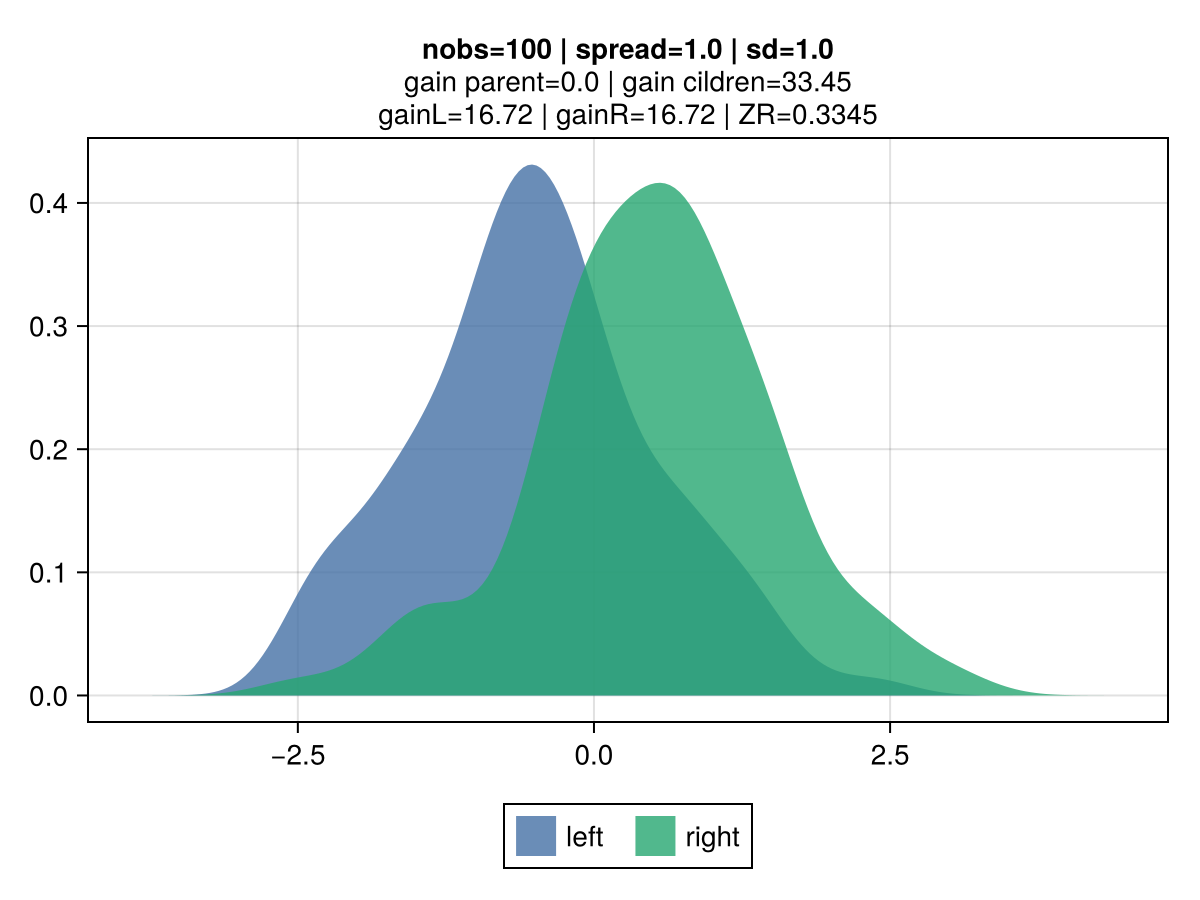 nobs=100 | spread=1.0 | sd=1.0
gain parent=0.0 | gain cildren=33.45
gainL=16.72 | gainR=16.72 | ZR=0.3345
0.4
0.3
0.2
0.1
0.0
−2.5 0.0 2.5
left right